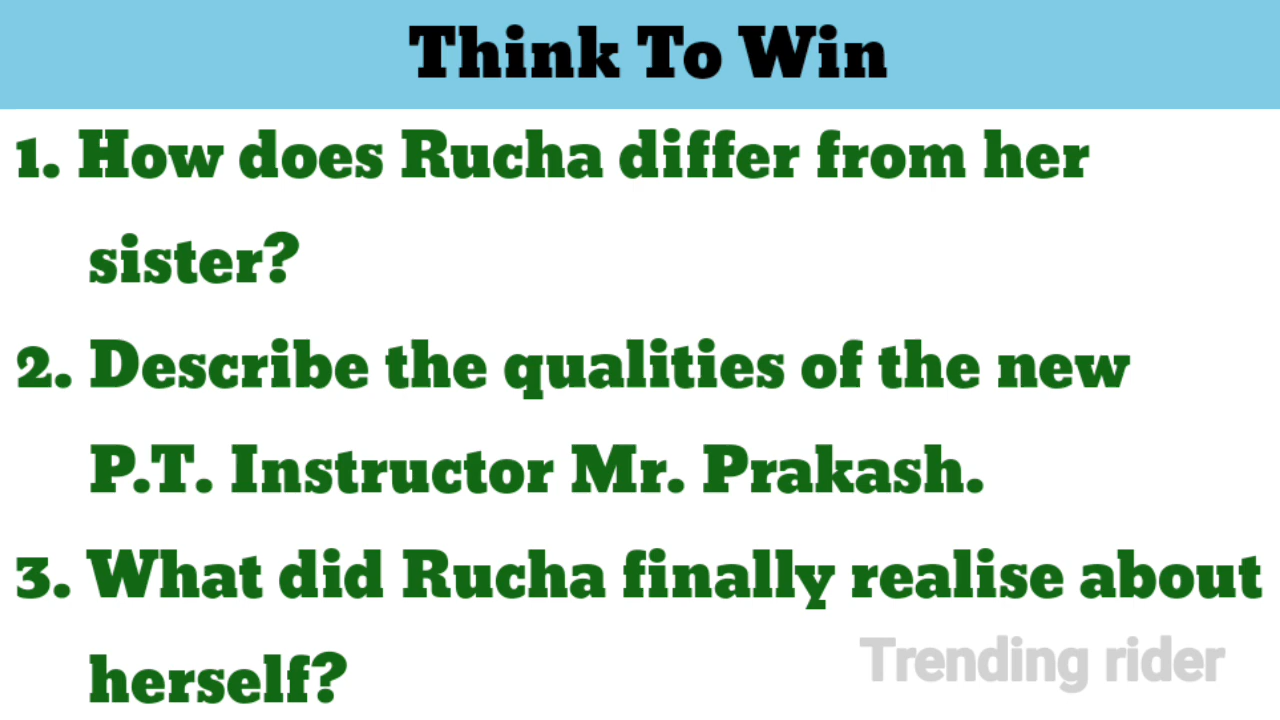 Think To Win
1. How does Rucha differ from her
sister?
2. Describe the qualities of the new
P.T. Instructor Mr. Prakash.
3. What did Rucha finally realise about
herself?
Trending rider